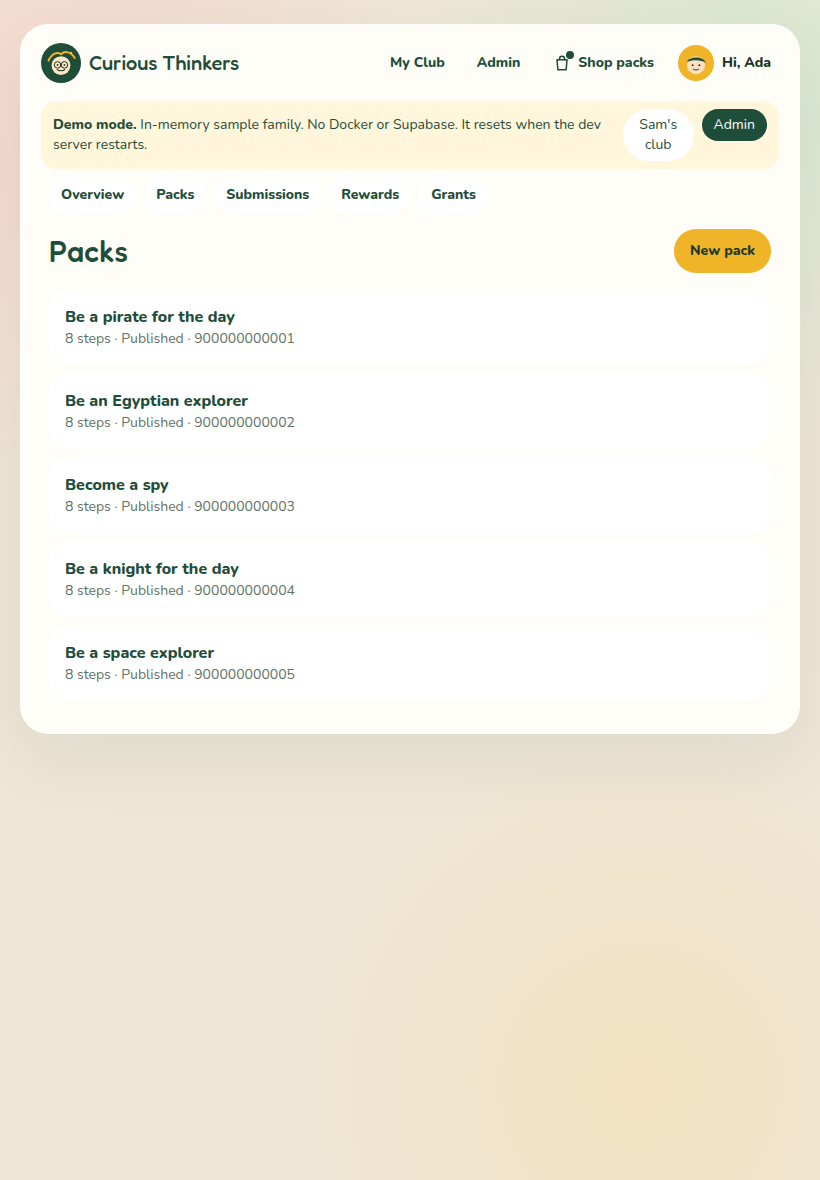 Curious Thinkers
My Club
Admin
Shop packs
Hi, Ada
Demo mode. In-memory sample family. No Docker or Supabase. It resets when the dev
server restarts.
Sam's
club
Admin
Overview
Packs
Submissions
Rewards
Grants
Packs
New pack
Be a pirate for the day
8 steps · Published · 900000000001
Be an Egyptian explorer
8 steps · Published · 900000000002
Become a spy
8 steps · Published · 900000000003
Be a knight for the day
8 steps · Published · 900000000004
Be a space explorer
8 steps · Published · 900000000005